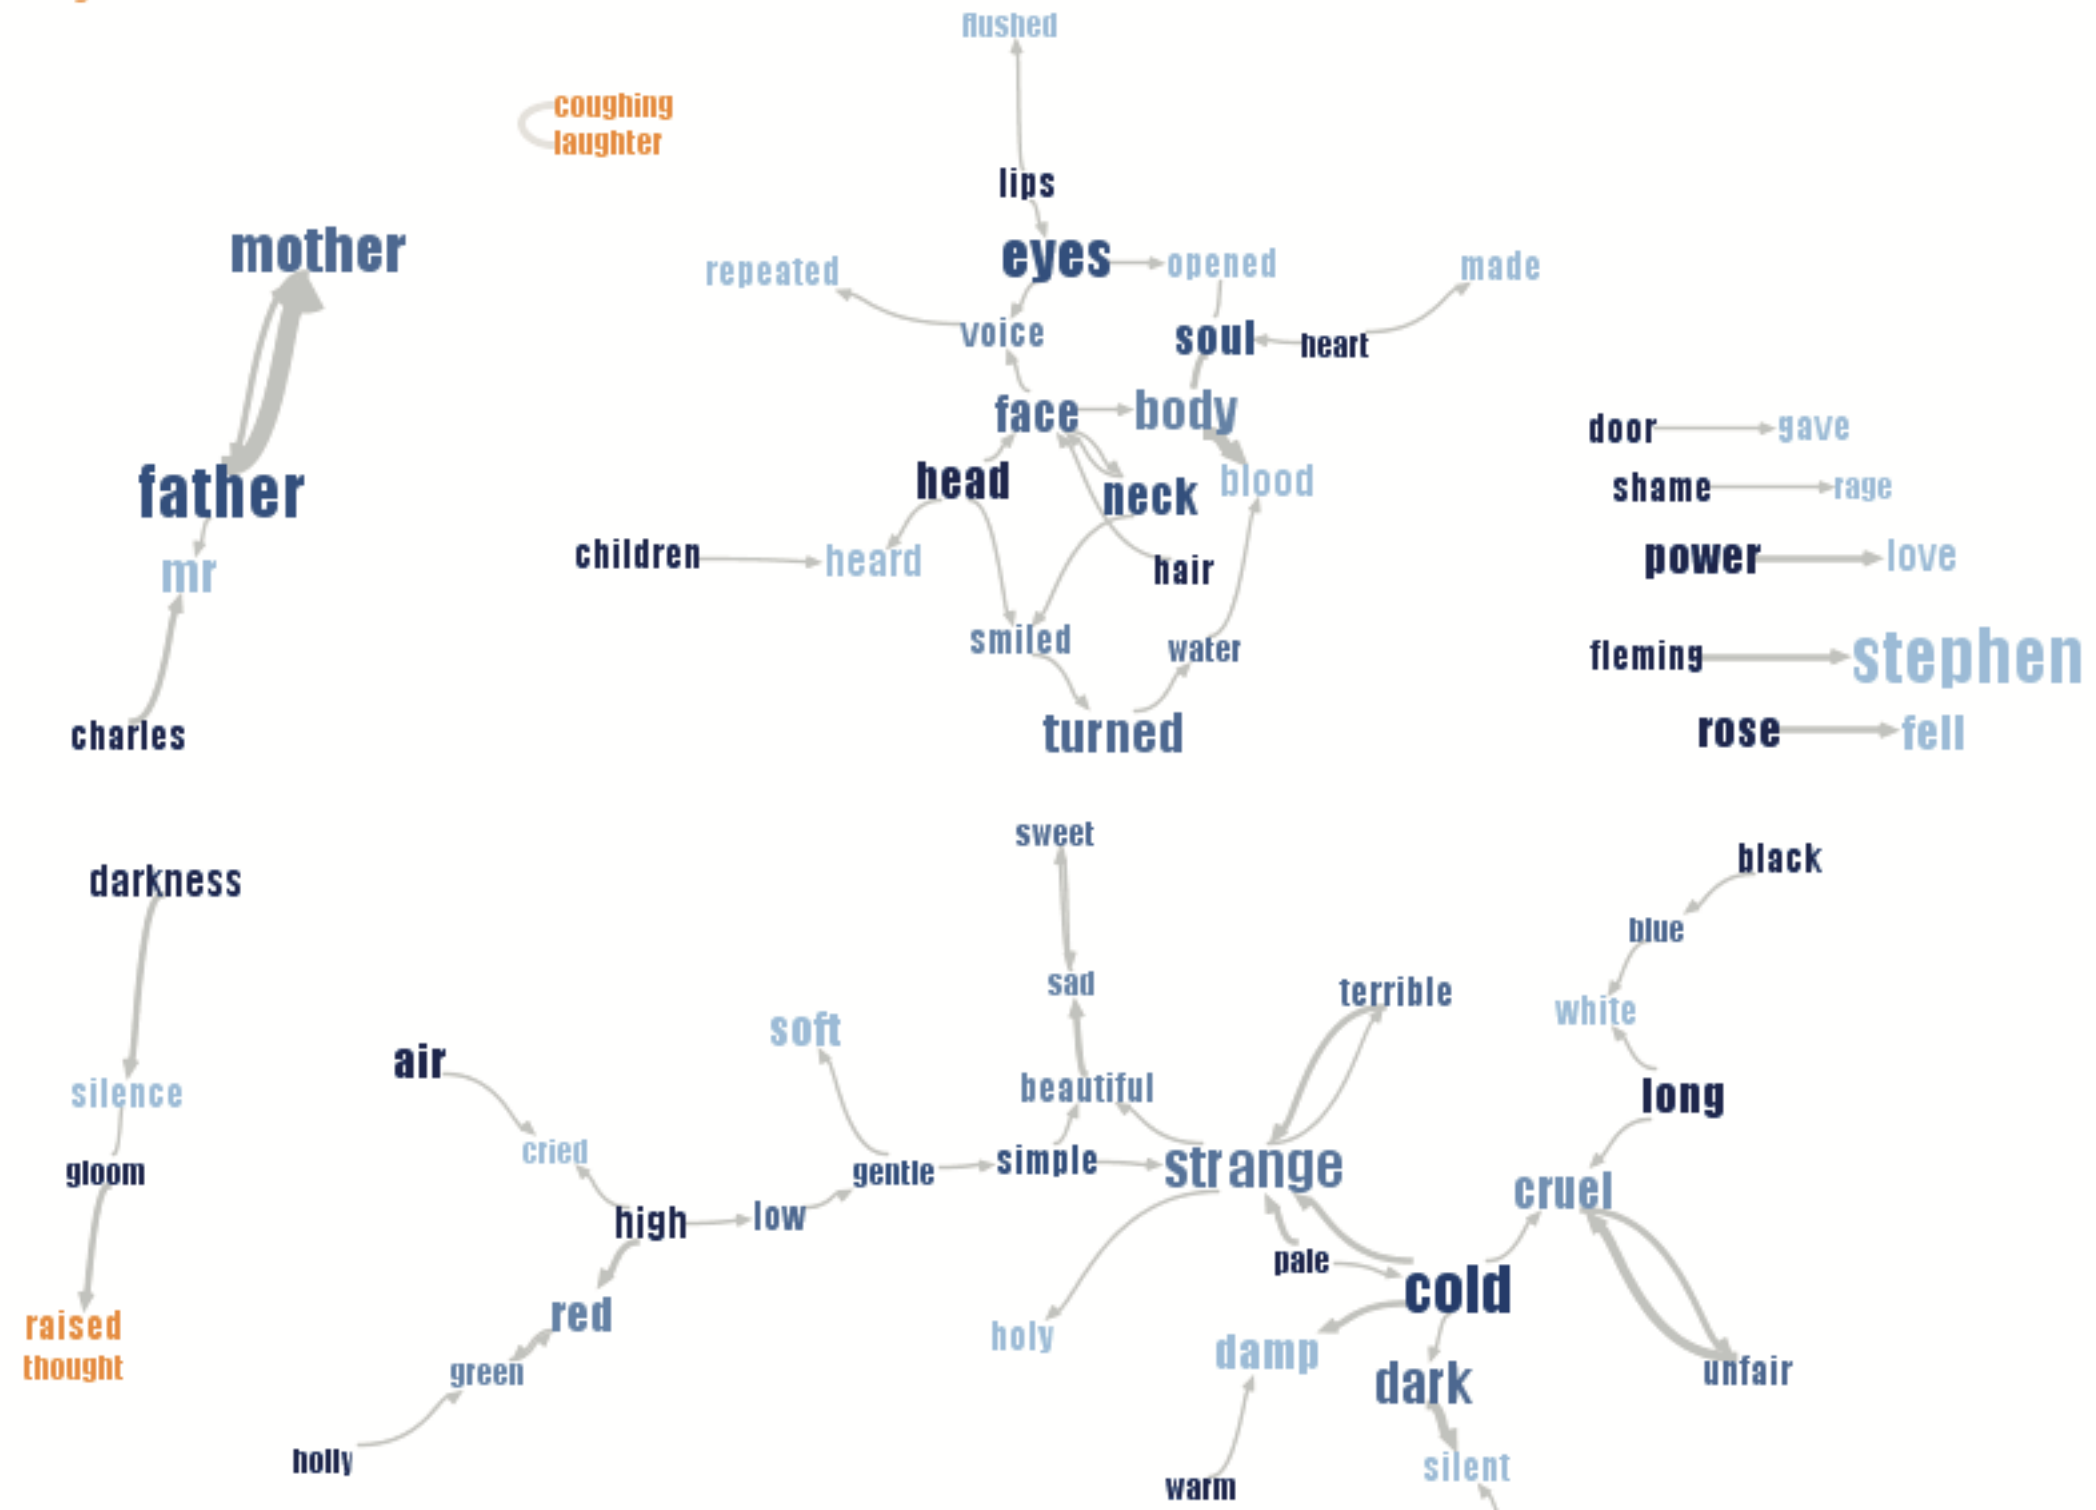 flushed
coughing
laughter
lips
mother
eyes
opened
made
repeated
voice
soul
heart
face
body
door
gave
head
neck
blood
shame
rage
father
children
heard
hair
power
love
mr
smiled
water
fleming
stephen
charles
turned
rose
fell
sweet
black
darkness
blue
sad
terrible
white
soft
air
silence
beautiful
long
cried
gloom
gentle
simple
strange
cruel
high
low
pale
cold
red
raised
thought
holy
damp
green
dark
unfair
holly
silent
warm